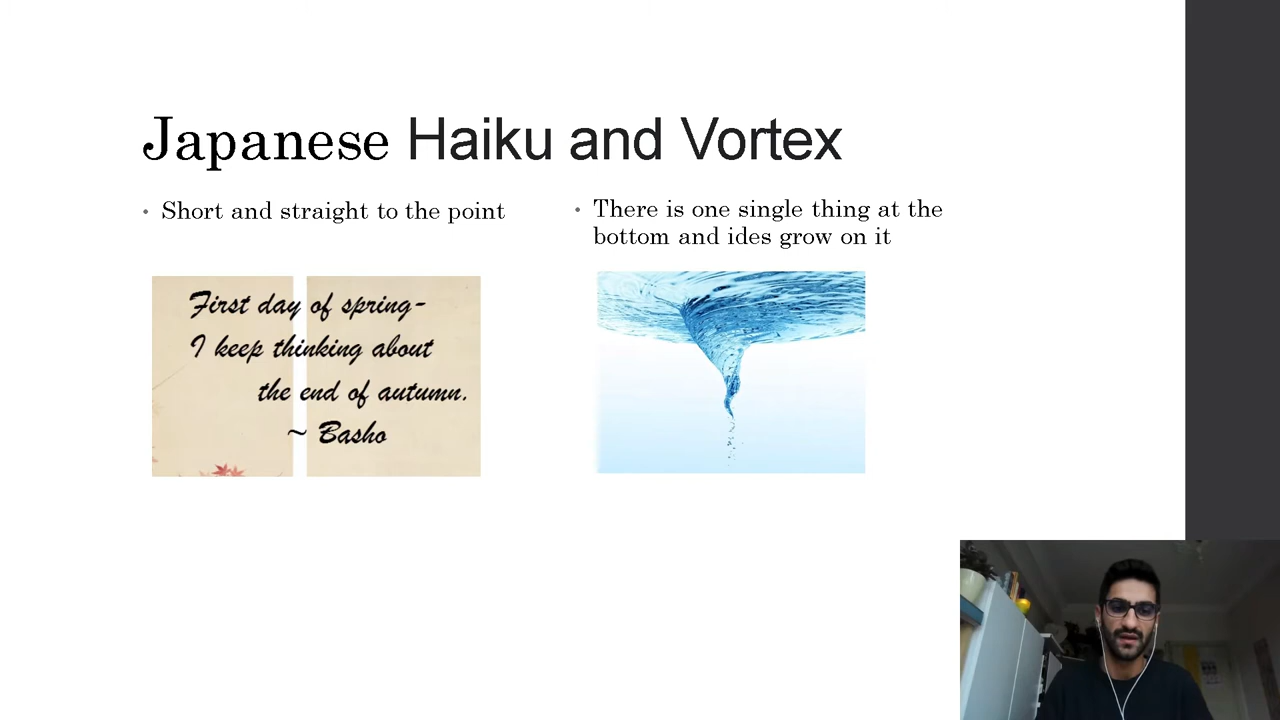 Japanese Haiku and Vortex
• Short and straight to the point
First day of spring-
I keep thinking about
the end of autumn.
~ Basho
• There is one single thing at the
bottom and ides grow on it